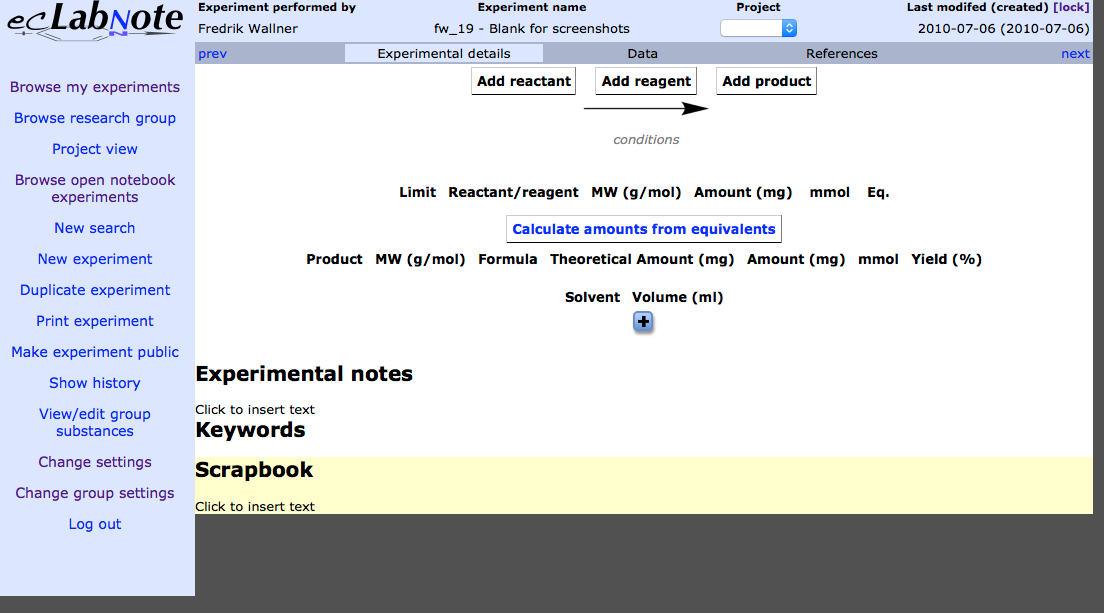 ecLabNote
Experiment performed by Experiment name Project Last modifed (created) [lock]
Fredrik Wallner fw_19 - Blank for screenshots 2010-07-06 (2010-07-06)
prev Experimental details Data References next
Browse my experiments
Browse research group
Project view
Browse open notebook
experiments
New search
New experiment
Duplicate experiment
Print experiment
Make experiment public
Show history
View/edit group
substances
Change settings
Change group settings
Log out
Add reactant Add reagent Add product
conditions
Limit Reactant/reagent MW (g/mol) Amount (mg) mmol Eq.
Calculate amounts from equivalents
Product MW (g/mol) Formula Theoretical Amount (mg) Amount (mg) mmol Yield (%)
Solvent Volume (ml)
Experimental notes
Click to insert text
Keywords
Scrapbook
Click to insert text